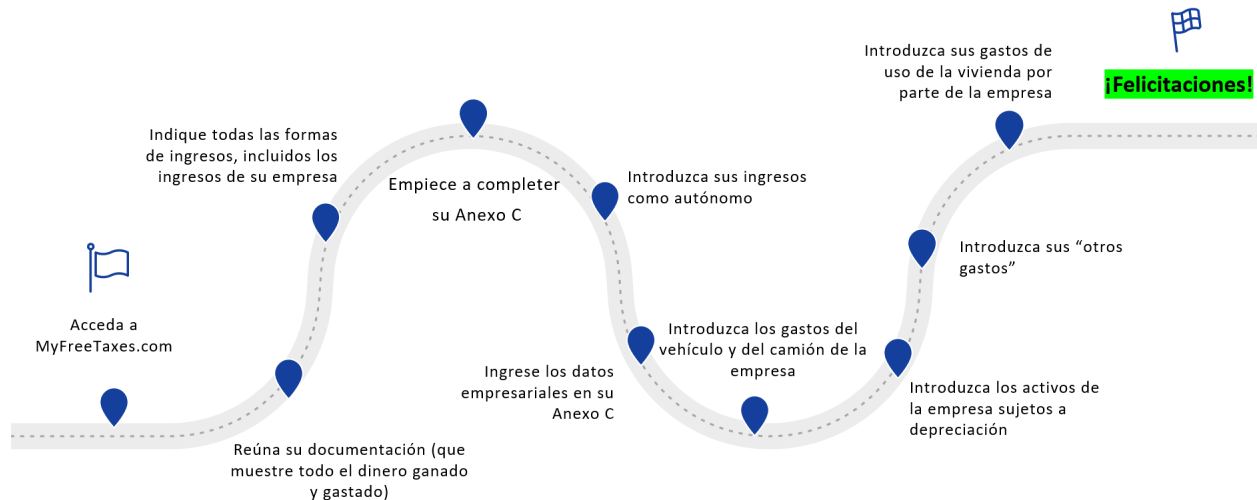 Acceda a
MyFreeTaxes.com
Reúna su documentación (que
muestre todo el dinero ganado
y gastado)
Indique todas las formas
de ingresos, incluidos los
ingresos de su empresa
Empiece a completer
su Anexo C
Introduzca sus ingresos
como autónomo
Ingrese los datos
empresariales en su
Anexo C
Introduzca los gastos del
vehículo y del camión de la
empresa
Introduzca los activos de
la empresa sujetos a
depreciación
Introduzca sus “otros
gastos”
Introduzca sus gastos de
uso de la vivienda por
parte de la empresa
¡Felicitaciones!